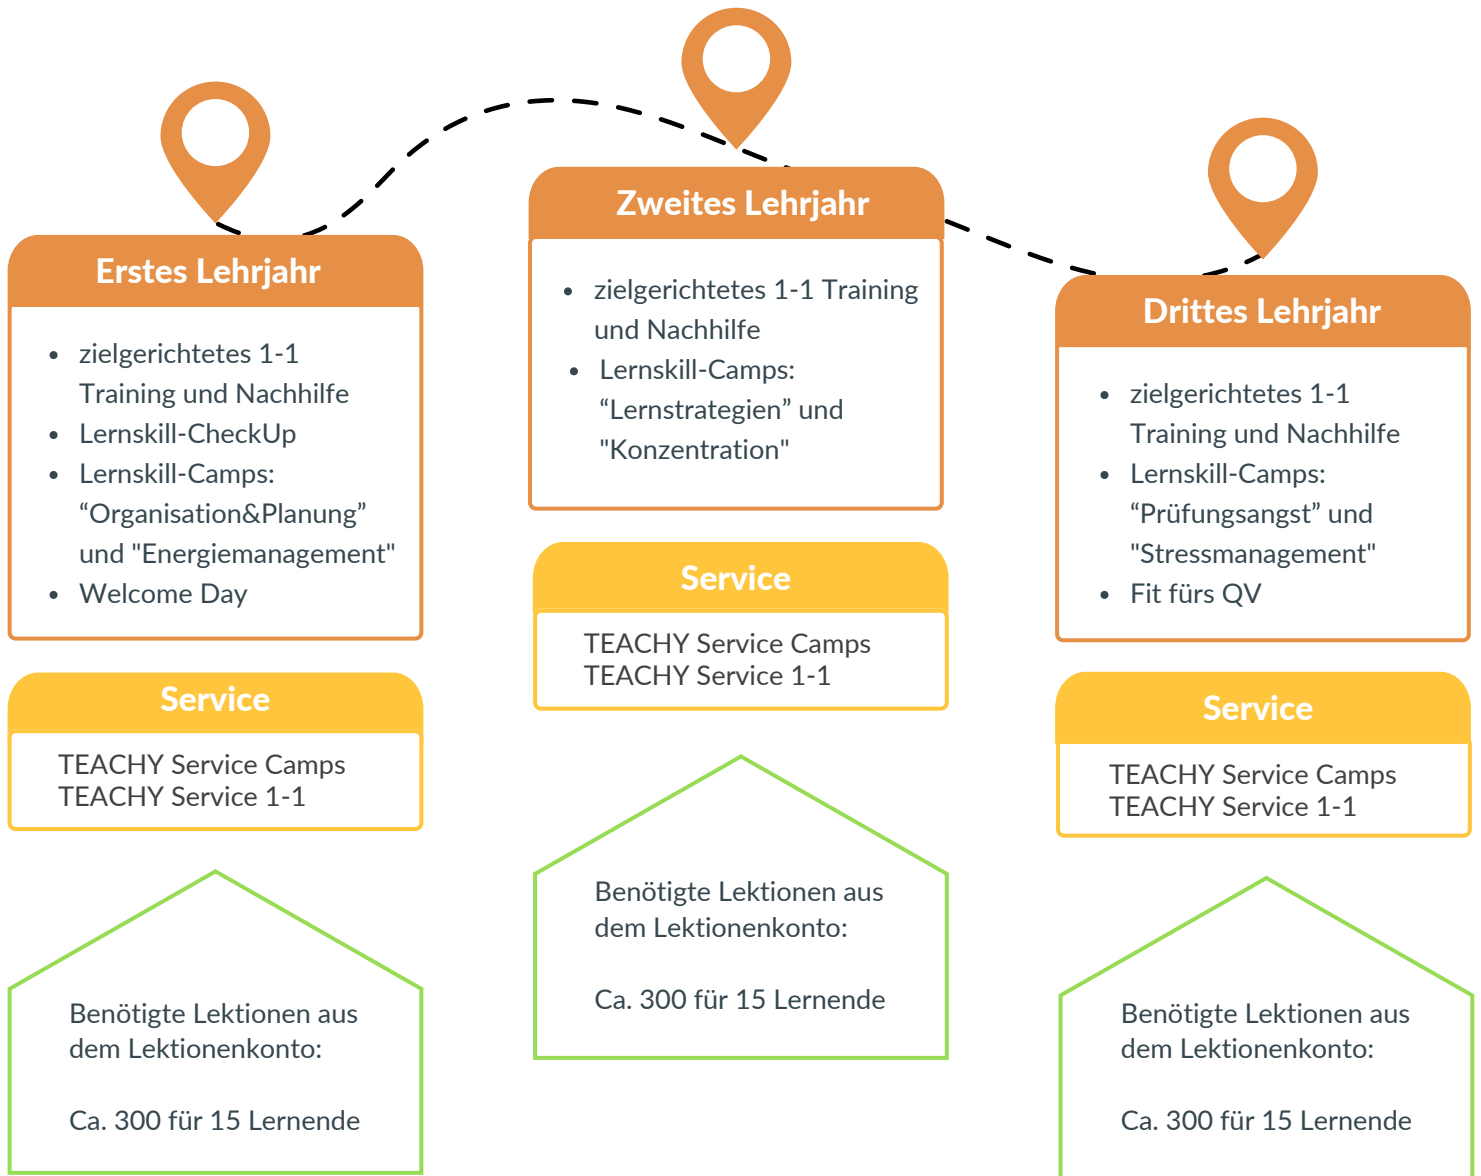 Erstes Lehrjahr
• zielgerichtetes 1-1
Training und Nachhilfe
• Lernskill-CheckUp
• Lernskill-Camps:
“Organisation&Planung”
und "Energiemanagement"
• Welcome Day
Service
TEACHY Service Camps
TEACHY Service 1-1
Benötigte Lektionen aus
dem Lektionenkonto:
Ca. 300 für 15 Lernende
Zweites Lehrjahr
• zielgerichtetes 1-1 Training
und Nachhilfe
• Lernskill-Camps:
“Lernstrategien” und
"Konzentration"
Service
TEACHY Service Camps
TEACHY Service 1-1
Benötigte Lektionen aus
dem Lektionenkonto:
Ca. 300 für 15 Lernende
Drittes Lehrjahr
• zielgerichtetes 1-1
Training und Nachhilfe
• Lernskill-Camps:
“Prüfungsangst” und
"Stressmanagement"
• Fit fürs QV
Service
TEACHY Service Camps
TEACHY Service 1-1
Benötigte Lektionen aus
dem Lektionenkonto:
Ca. 300 für 15 Lernende